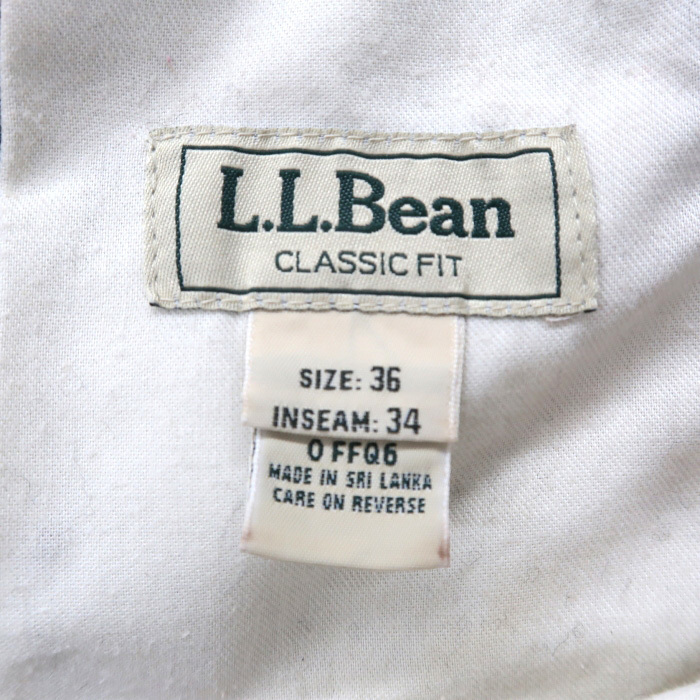 L.L.Bean
CLASSIC FIT
SIZE: 36
INSEAM: 34
0 FFQ6
MADE IN SRI LANKA
CARE ON REVERSE